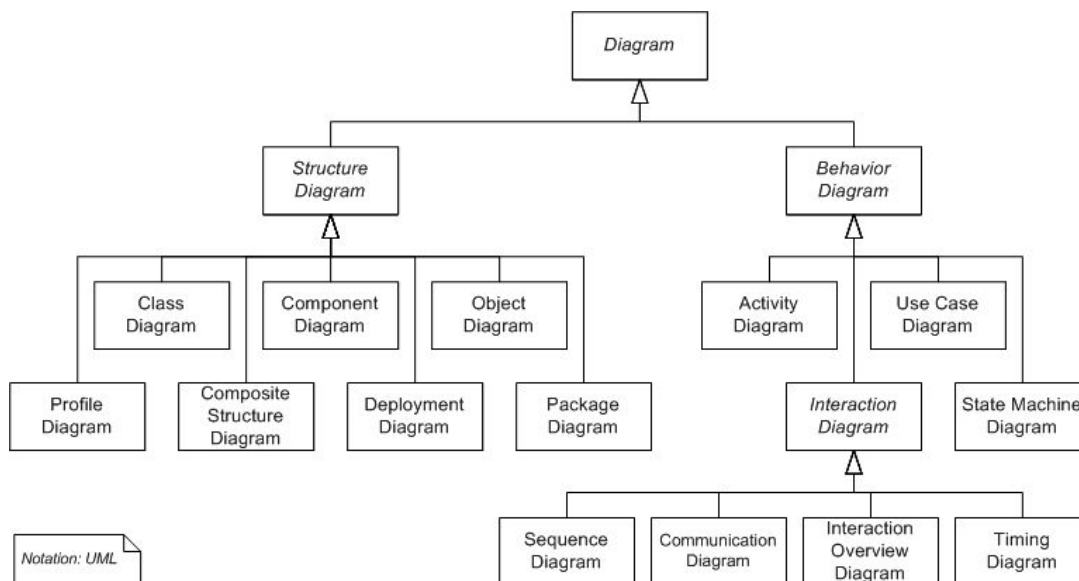 Diagram
Structure
Diagram
Behavior
Diagram
Class
Diagram
Component
Diagram
Object
Diagram
Activity
Diagram
Use Case
Diagram
Profile
Diagram
Composite
Structure
Diagram
Deployment
Diagram
Package
Diagram
Interaction
Diagram
State Machine
Diagram
Sequence
Diagram
Communication
Diagram
Interaction
Overview
Diagram
Timing
Diagram
Notation: UML